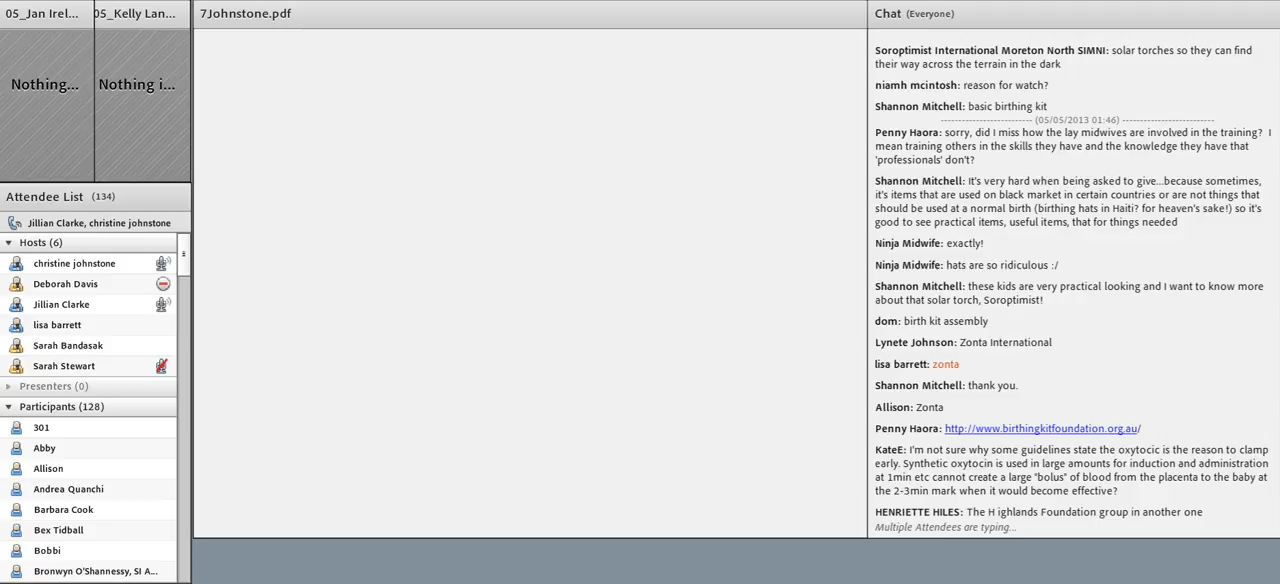 05_Jan Irel...
05_Kelly Lan...
7Johnstone.pdf
Chat (Everyone)
Nothing...
Nothing i...
Attendee List (134)
Jillian Clarke, christine johnstone
Hosts (6)
christine johnstone
Deborah Davis
Jillian Clarke
lisa barrett
Sarah Bandasak
Sarah Stewart
Presenters (0)
Participants (128)
301
Abby
Allison
Andrea Quanchi
Barbara Cook
Bex Tidball
Bobbi
Bronwyn O'Shannessy, SI A...
Soroptimist International Moreton North SIMNI: solar torches so they can find
their way across the terrain in the dark
niamh mcintosh: reason for watch?
Shannon Mitchell: basic birthing kit
-------------------------- (05/05/2013 01:46) --------------------------
Penny Haora: sorry, did I miss how the lay midwives are involved in the training? I
mean training others in the skills they have and the knowledge they have that
'professionals' don't?
Shannon Mitchell: It's very hard when being asked to give...because sometimes,
it's items that are used on black market in certain countries or are not things that
should be used at a normal birth (birthing hats in Haiti? for heaven's sake!) so it's
good to see practical items, useful items, that for things needed
Ninja Midwife: exactly!
Ninja Midwife: hats are so ridiculous :/
Shannon Mitchell: these kids are very practical looking and I want to know more
about that solar torch, Soroptimist!
dom: birth kit assembly
Lynete Johnson: Zonta International
lisa barrett: zonta
Shannon Mitchell: thank you.
Allison: Zonta
Penny Haora: http://www.birthingkitfoundation.org.au/
KateE: I'm not sure why some guidelines state the oxytocic is the reason to clamp
early. Synthetic oxytocin is used in large amounts for induction and administration
at 1min etc cannot create a large "bolus" of blood from the placenta to the baby at
the 2-3min mark when it would become effective?
HENRIETTE HILES: The H ighlands Foundation group in another one
Multiple Attendees are typing...